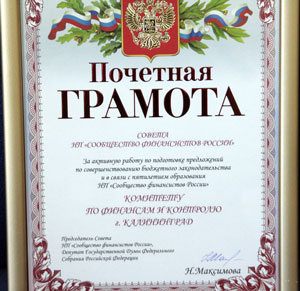 Почетная
ГРАМОТА
СОВЕТА
НП «СООБЩЕСТВО ФИНАНСИСТОВ РОССИИ»
За активную работу по подготовке предложений
по совершенствованию бюджетного законодательства
и в связи с пятилетием образования
НП «Сообщество финансистов России»
КОМИТЕТУ
ПО ФИНАНСАМ И КОНТРОЛЮ
г. КАЛИНИНГРАД
Председатель Совета
НП «Сообщество финансистов России»,
Депутат Государственной Думы Федерального
Собрания Российской Федерации
Н.Максимова